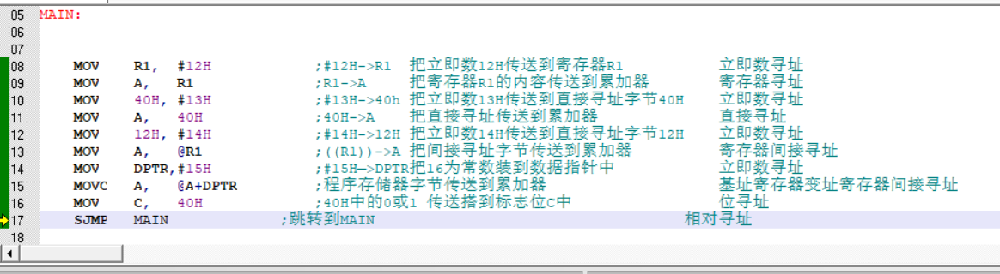 05 MAIN:
06
07
08 MOV R1, #12H ;#12H->R1 把立即数12H传送到寄存器R1 立即数寻址
09 MOV A, R1 ;R1->A 把寄存器R1的内容传送到累加器 寄存器寻址
10 MOV 40H, #13H ;#13H->40h 把立即数13H传送到直接寻址字节40H 立即数寻址
11 MOV A, 40H ;40H->A 把直接寻址传送到累加器 直接寻址
12 MOV 12H, #14H ;#14H->12H 把立即数14H传送到直接寻址字节12H 立即数寻址
13 MOV A, @R1 ;((R1))->A 把间接寻址字节传送到累加器 寄存器间接寻址
14 MOV DPTR,#15H ;#15H—>DPTR把16为常数装到数据指针中 立即数寻址
15 MOVC A, @A+DPTR ;程序存储器字节传送到累加器 基址寄存器变址寄存器间接寻址
16 MOV C, 40H ;40H中的0或1 传送搭到标志位C中 位寻址
17 SJMP MAIN ;跳转到MAIN 相对寻址
18